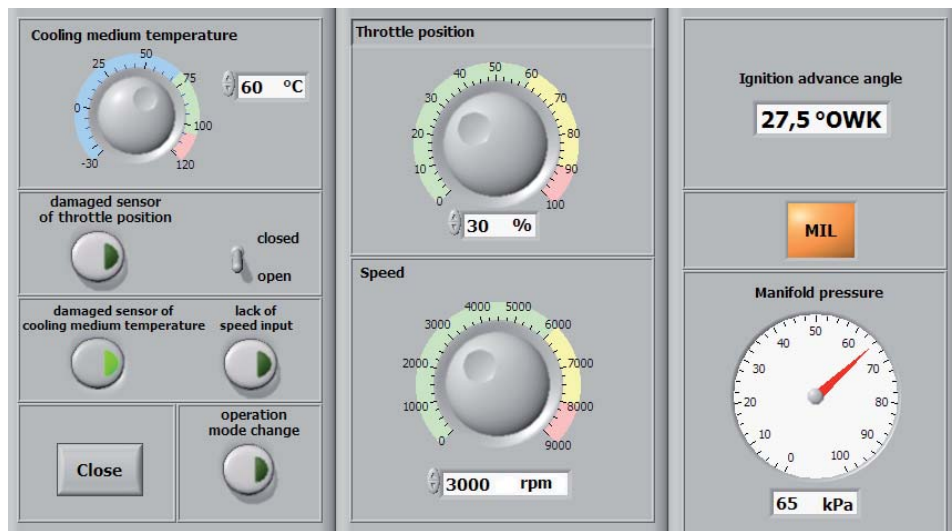 Cooling medium temperature
-30
0
25
50
75
100
120
60 °C
damaged sensor
of throttle position
closed
open
damaged sensor of
cooling medium temperature
lack of
speed input
Close
operation
mode change
Throttle position
0
10
20
30
40
50
60
70
80
90
100
30 %
Speed
0
1000
2000
3000
4000
5000
6000
7000
8000
9000
3000 rpm
Ignition advance angle
27,5 °OWK
MIL
Manifold pressure
0
10
20
30
40
50
60
70
80
90
100
65 kPa